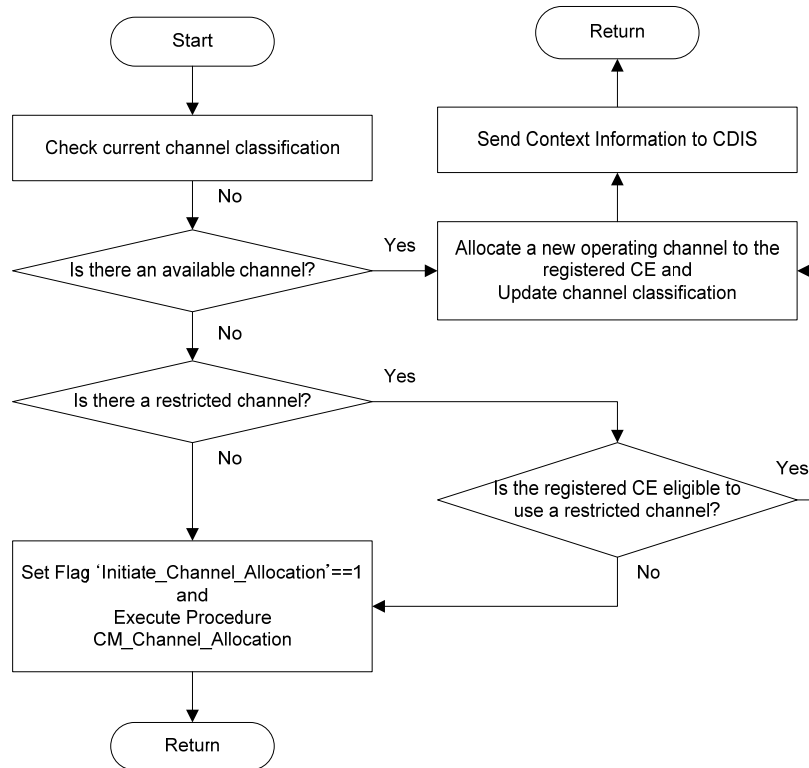 Start
Return
Check current channel classification
Send Context Information to CDIS
No
Is there an available channel?
Yes
Allocate a new operating channel to the
registered CE and
Update channel classification
No
Is there a restricted channel?
Yes
No
Is the registered CE eligible to
use a restricted channel?
Yes
No
Set Flag ‘Initiate_Channel_Allocation’==1
and
Execute Procedure
CM_Channel_Allocation
Return